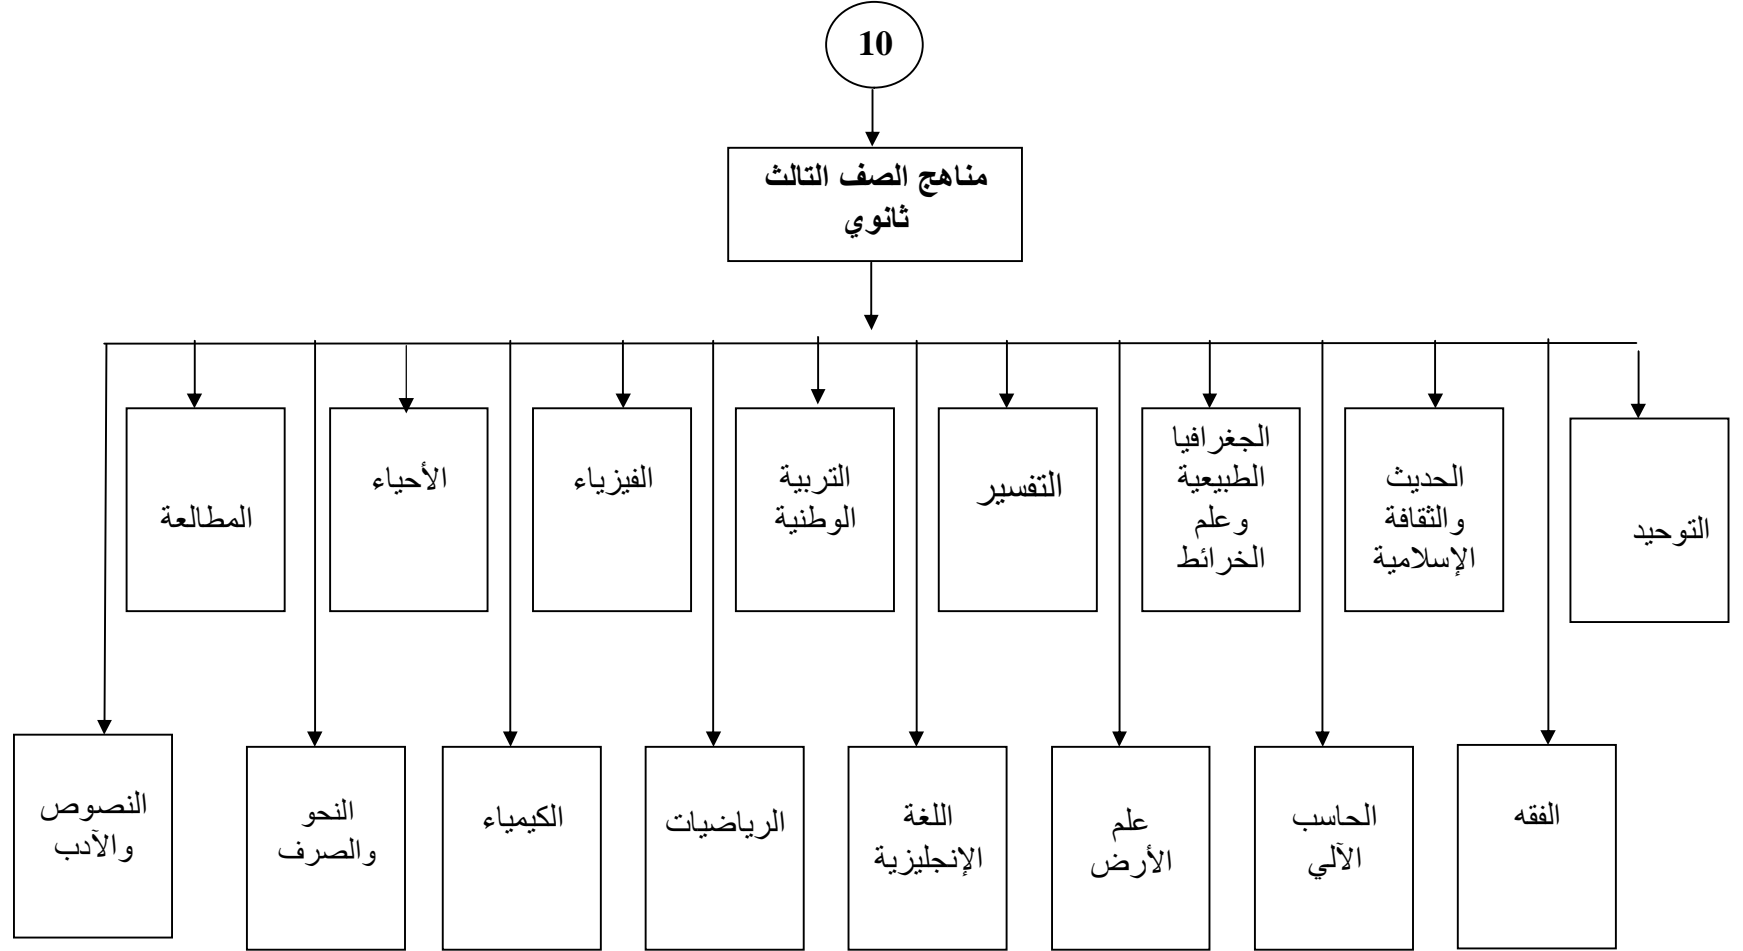 10
مناهج الصف التالث
ثانوي
التوحيد
الحديث
والثقافة
الإسلامية
الجغرافيا
الطبيعية
وعلم
الخرائط
التفسير
التربية
الوطنية
الفيزياء
الأحياء
المطالعة
الفقه
الحاسب
الآلي
علم
الأرض
اللغة
الإنجليزية
الرياضيات
الكيمياء
النحو
والصرف
النصوص
والآدب